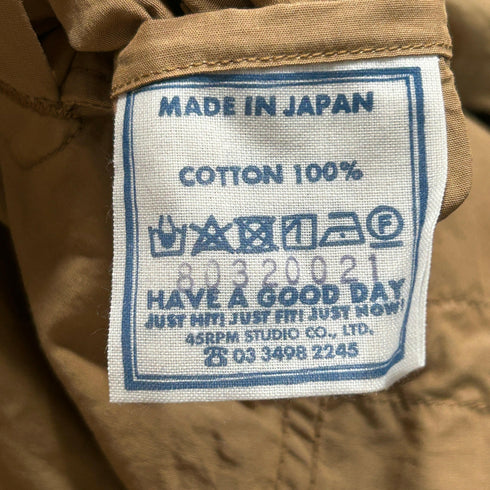 MADE IN JAPAN
COTTON 100%
F
80320021
HAVE A GOOD DAY
JUST HIT! JUST FIT! JUST NOW!
45RPM STUDIO CO., LTD.
☎ 03 3498 2245